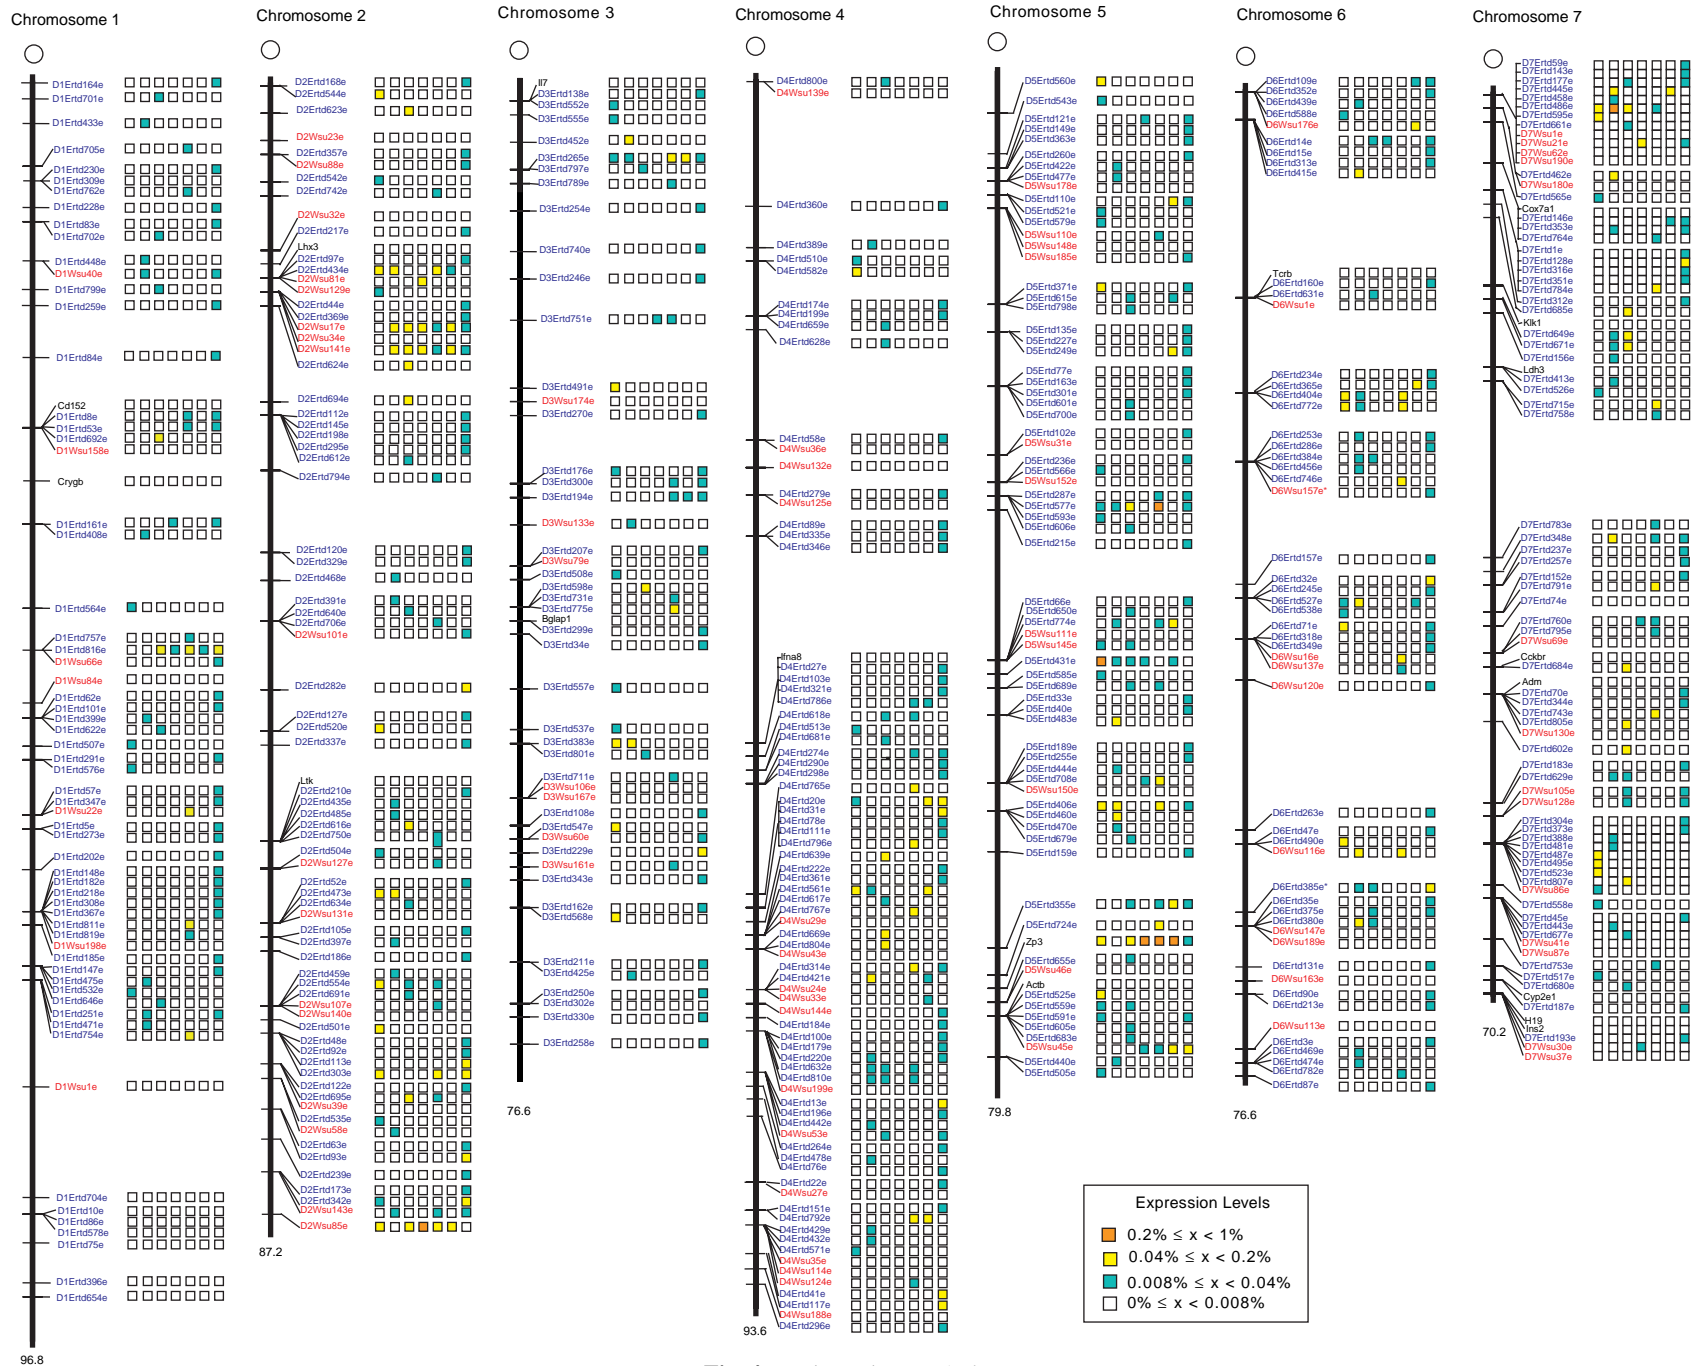 Chromosome 1
D1Ertd164e
D1Ertd701e
D1Ertd433e
D1Ertd705e
D1Ertd230e
D1Ertd309e
D1Ertd762e
D1Ertd228e
D1Ertd83e
D1Ertd702e
D1Ertd448e
D1Wsu40e
D1Ertd799e
D1Ertd259e
D1Ertd84e
Cd152
D1Ertd8e
D1Ertd53e
D1Ertd692e
D1Wsu158e
Crygb
D1Ertd161e
D1Ertd408e
D1Ertd564e
D1Ertd757e
D1Ertd816e
D1Wsu66e
D1Wsu84e
D1Ertd62e
D1Ertd101e
D1Ertd399e
D1Ertd622e
D1Ertd507e
D1Ertd291e
D1Ertd576e
D1Ertd57e
D1Ertd347e
D1Wsu22e
D1Ertd5e
D1Ertd273e
D1Ertd202e
D1Ertd148e
D1Ertd182e
D1Ertd218e
D1Ertd308e
D1Ertd367e
D1Ertd811e
D1Ertd819e
D1Wsu198e
D1Ertd185e
D1Ertd147e
D1Ertd475e
D1Ertd532e
D1Ertd646e
D1Ertd251e
D1Ertd471e
D1Ertd754e
D1Wsu1e
D1Ertd704e
D1Ertd10e
D1Ertd86e
D1Ertd578e
D1Ertd75e
D1Ertd396e
D1Ertd654e
96.8
Chromosome 2
D2Ertd168e
D2Ertd544e
D2Ertd623e
D2Wsu23e
D2Ertd357e
D2Wsu88e
D2Ertd542e
D2Ertd742e
D2Wsu32e
D2Ertd217e
Lhx3
D2Ertd97e
D2Ertd434e
D2Wsu81e
D2Wsu129e
D2Ertd44e
D2Ertd369e
D2Wsu17e
D2Wsu34e
D2Wsu141e
D2Ertd624e
D2Ertd694e
D2Ertd112e
D2Ertd145e
D2Ertd198e
D2Ertd295e
D2Ertd612e
D2Ertd794e
D2Ertd120e
D2Ertd329e
D2Ertd468e
D2Ertd391e
D2Ertd640e
D2Ertd706e
D2Wsu101e
D2Ertd282e
D2Ertd127e
D2Ertd520e
D2Ertd337e
Ltk
D2Ertd210e
D2Ertd435e
D2Ertd485e
D2Ertd616e
D2Ertd750e
D2Ertd504e
D2Wsu127e
D2Ertd52e
D2Ertd473e
D2Ertd634e
D2Wsu131e
D2Ertd105e
D2Ertd397e
D2Ertd186e
D2Ertd459e
D2Ertd554e
D2Ertd691e
D2Wsu107e
D2Wsu140e
D2Ertd501e
D2Ertd48e
D2Ertd92e
D2Ertd113e
D2Ertd303e
D2Ertd122e
D2Ertd695e
D2Wsu39e
D2Ertd535e
D2Wsu58e
D2Ertd63e
D2Ertd93e
D2Ertd239e
D2Ertd173e
D2Ertd342e
D2Wsu143e
D2Wsu85e
87.2
Chromosome 3
Il7
D3Ertd138e
D3Ertd552e
D3Ertd555e
D3Ertd452e
D3Ertd265e
D3Ertd797e
D3Ertd789e
D3Ertd254e
D3Ertd740e
D3Ertd246e
D3Ertd751e
D3Ertd491e
D3Wsu174e
D3Ertd270e
D3Ertd176e
D3Ertd300e
D3Ertd194e
D3Wsu133e
D3Ertd207e
D3Wsu79e
D3Ertd508e
D3Ertd598e
D3Ertd731e
D3Ertd775e
Bglap1
D3Ertd299e
D3Ertd34e
D3Ertd557e
D3Ertd537e
D3Ertd383e
D3Ertd801e
D3Ertd711e
D3Wsu106e
D3Wsu167e
D3Ertd108e
D3Ertd547e
D3Wsu60e
D3Ertd229e
D3Wsu161e
D3Ertd343e
D3Ertd162e
D3Ertd568e
D3Ertd211e
D3Ertd425e
D3Ertd250e
D3Ertd302e
D3Ertd330e
D3Ertd258e
76.6
Chromosome 4
D4Ertd800e
D4Wsu139e
D4Ertd360e
D4Ertd389e
D4Ertd510e
D4Ertd582e
D4Ertd174e
D4Ertd199e
D4Ertd659e
D4Ertd628e
D4Ertd58e
D4Wsu36e
D4Wsu132e
D4Ertd279e
D4Wsu125e
D4Ertd89e
D4Ertd335e
D4Ertd346e
Ifna8
D4Ertd27e
D4Ertd103e
D4Ertd321e
D4Ertd786e
D4Ertd618e
D4Ertd513e
D4Ertd681e
D4Ertd274e
D4Ertd290e
D4Ertd298e
D4Ertd765e
D4Ertd20e
D4Ertd31e
D4Ertd78e
D4Ertd111e
D4Ertd796e
D4Ertd639e
D4Ertd222e
D4Ertd361e
D4Ertd561e
D4Ertd617e
D4Ertd767e
D4Wsu29e
D4Ertd669e
D4Ertd804e
D4Wsu43e
D4Ertd314e
D4Ertd421e
D4Wsu24e
D4Wsu33e
D4Wsu144e
D4Ertd184e
D4Ertd100e
D4Ertd179e
D4Ertd220e
D4Ertd632e
D4Ertd810e
D4Wsu199e
D4Ertd13e
D4Ertd196e
D4Ertd442e
D4Wsu53e
D4Ertd264e
D4Ertd478e
D4Ertd76e
D4Ertd22e
D4Wsu27e
D4Ertd151e
D4Ertd792e
D4Ertd429e
D4Ertd432e
D4Ertd571e
D4Wsu35e
D4Wsu114e
D4Wsu124e
D4Ertd41e
D4Ertd117e
D4Wsu188e
D4Ertd296e
93.6
Chromosome 5
D5Ertd560e
D5Ertd543e
D5Ertd121e
D5Ertd149e
D5Ertd363e
D5Ertd260e
D5Ertd422e
D5Ertd477e
D5Wsu178e
D5Ertd110e
D5Ertd521e
D5Ertd579e
D5Wsu110e
D5Wsu148e
D5Wsu185e
D5Ertd371e
D5Ertd615e
D5Ertd798e
D5Ertd135e
D5Ertd227e
D5Ertd249e
D5Ertd77e
D5Ertd163e
D5Ertd301e
D5Ertd601e
D5Ertd700e
D5Ertd102e
D5Wsu31e
D5Ertd236e
D5Ertd566e
D5Wsu152e
D5Ertd287e
D5Ertd577e
D5Ertd593e
D5Ertd606e
D5Ertd215e
D5Ertd66e
D5Ertd650e
D5Ertd774e
D5Wsu111e
D5Wsu145e
D5Ertd431e
D5Ertd585e
D5Ertd689e
D5Ertd33e
D5Ertd40e
D5Ertd483e
D5Ertd189e
D5Ertd255e
D5Ertd444e
D5Ertd708e
D5Wsu150e
D5Ertd406e
D5Ertd460e
D5Ertd470e
D5Ertd679e
D5Ertd159e
D5Ertd355e
D5Ertd724e
Zp3
D5Ertd655e
D5Wsu46e
Actb
D5Ertd525e
D5Ertd559e
D5Ertd591e
D5Ertd605e
D5Ertd683e
D5Wsu45e
D5Ertd440e
D5Ertd505e
79.8
Chromosome 6
D6Ertd109e
D6Ertd352e
D6Ertd439e
D6Ertd588e
D6Wsu176e
D6Ertd14e
D6Ertd15e
D6Ertd313e
D6Ertd415e
Tcrb
D6Ertd160e
D6Ertd631e
D6Wsu1e
D6Ertd234e
D6Ertd365e
D6Ertd404e
D6Ertd772e
D6Ertd253e
D6Ertd286e
D6Ertd384e
D6Ertd456e
D6Ertd746e
D6Wsu157e*
D6Ertd157e
D6Ertd32e
D6Ertd245e
D6Ertd527e
D6Ertd538e
D6Ertd71e
D6Ertd318e
D6Ertd349e
D6Wsu16e
D6Wsu137e
D6Wsu120e
D6Ertd263e
D6Ertd47e
D6Ertd490e
D6Wsu116e
D6Ertd385e*
D6Ertd35e
D6Ertd375e
D6Ertd380e
D6Wsu147e
D6Wsu189e
D6Ertd131e
D6Wsu163e
D6Ertd90e
D6Ertd213e
D6Wsu113e
D6Ertd3e
D6Ertd469e
D6Ertd474e
D6Ertd782e
D6Ertd87e
76.6
Chromosome 7
D7Ertd59e
D7Ertd143e
D7Ertd177e
D7Ertd445e
D7Ertd458e
D7Ertd486e
D7Ertd595e
D7Ertd661e
D7Wsu1e
D7Wsu21e
D7Wsu62e
D7Wsu190e
D7Ertd462e
D7Wsu180e
D7Ertd565e
Cox7a1
D7Ertd146e
D7Ertd353e
D7Ertd764e
D7Ertd1e
D7Ertd128e
D7Ertd316e
D7Ertd351e
D7Ertd784e
D7Ertd312e
D7Ertd685e
Klk1
D7Ertd649e
D7Ertd671e
D7Ertd156e
Ldh3
D7Ertd413e
D7Ertd526e
D7Ertd715e
D7Ertd758e
D7Ertd783e
D7Ertd348e
D7Ertd237e
D7Ertd257e
D7Ertd152e
D7Ertd791e
D7Ertd74e
D7Ertd760e
D7Ertd795e
D7Wsu69e
Cckbr
D7Ertd684e
Adm
D7Ertd70e
D7Ertd344e
D7Ertd743e
D7Ertd805e
D7Wsu130e
D7Ertd602e
D7Ertd183e
D7Ertd629e
D7Wsu105e
D7Wsu128e
D7Ertd304e
D7Ertd373e
D7Ertd388e
D7Ertd481e
D7Ertd487e
D7Ertd495e
D7Ertd523e
D7Ertd807e
D7Wsu86e
D7Ertd558e
D7Ertd45e
D7Ertd443e
D7Ertd677e
D7Wsu41e
D7Wsu87e
D7Ertd753e
D7Ertd517e
D7Ertd680e
Cyp2e1
D7Ertd187e
H19
Ins2
D7Ertd193e
D7Wsu30e
D7Wsu37e
70.2
Expression Levels
0.2% ≤ x < 1%
0.04% ≤ x < 0.2%
0.008% ≤ x < 0.04%
0% ≤ x < 0.008%